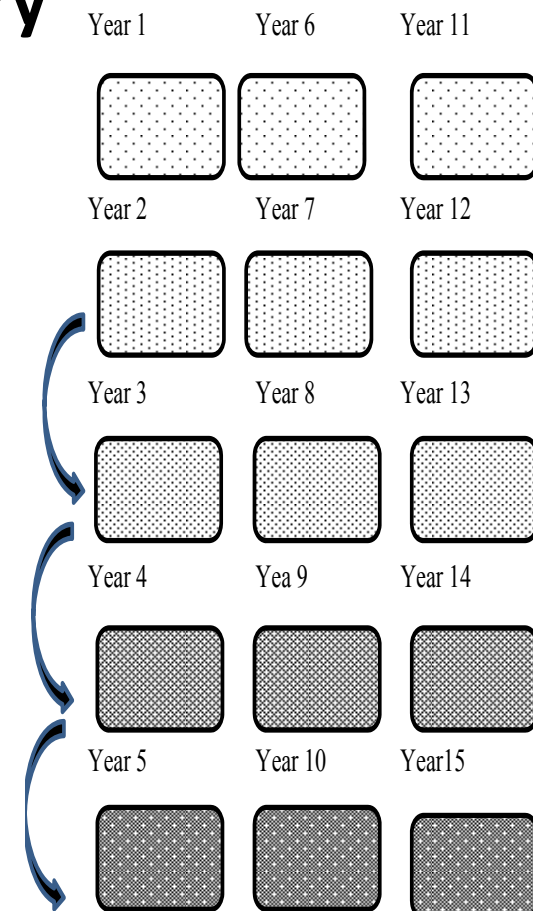 y
Year 1 Year 6 Year 11
Year 2 Year 7 Year 12
Year 3 Year 8 Year 13
Year 4 Yea 9 Year 14
Year 5 Year 10 Year15